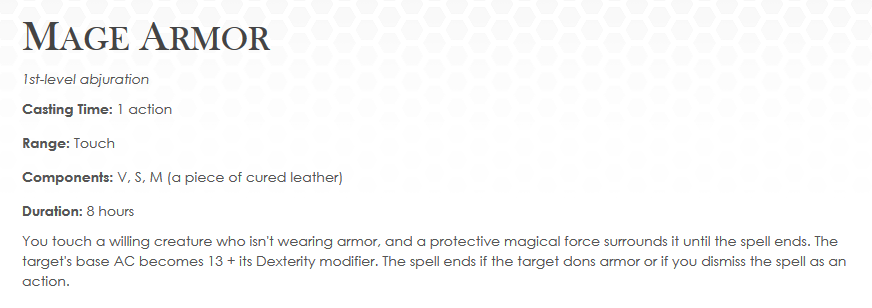 Mage Armor
1st-level abjuration
Casting Time: 1 action
Range: Touch
Components: V, S, M (a piece of cured leather)
Duration: 8 hours
You touch a willing creature who isn't wearing armor, and a protective magical force surrounds it until the spell ends. The
target's base AC becomes 13 + its Dexterity modifier. The spell ends if the target dons armor or if you dismiss the spell as an
action.